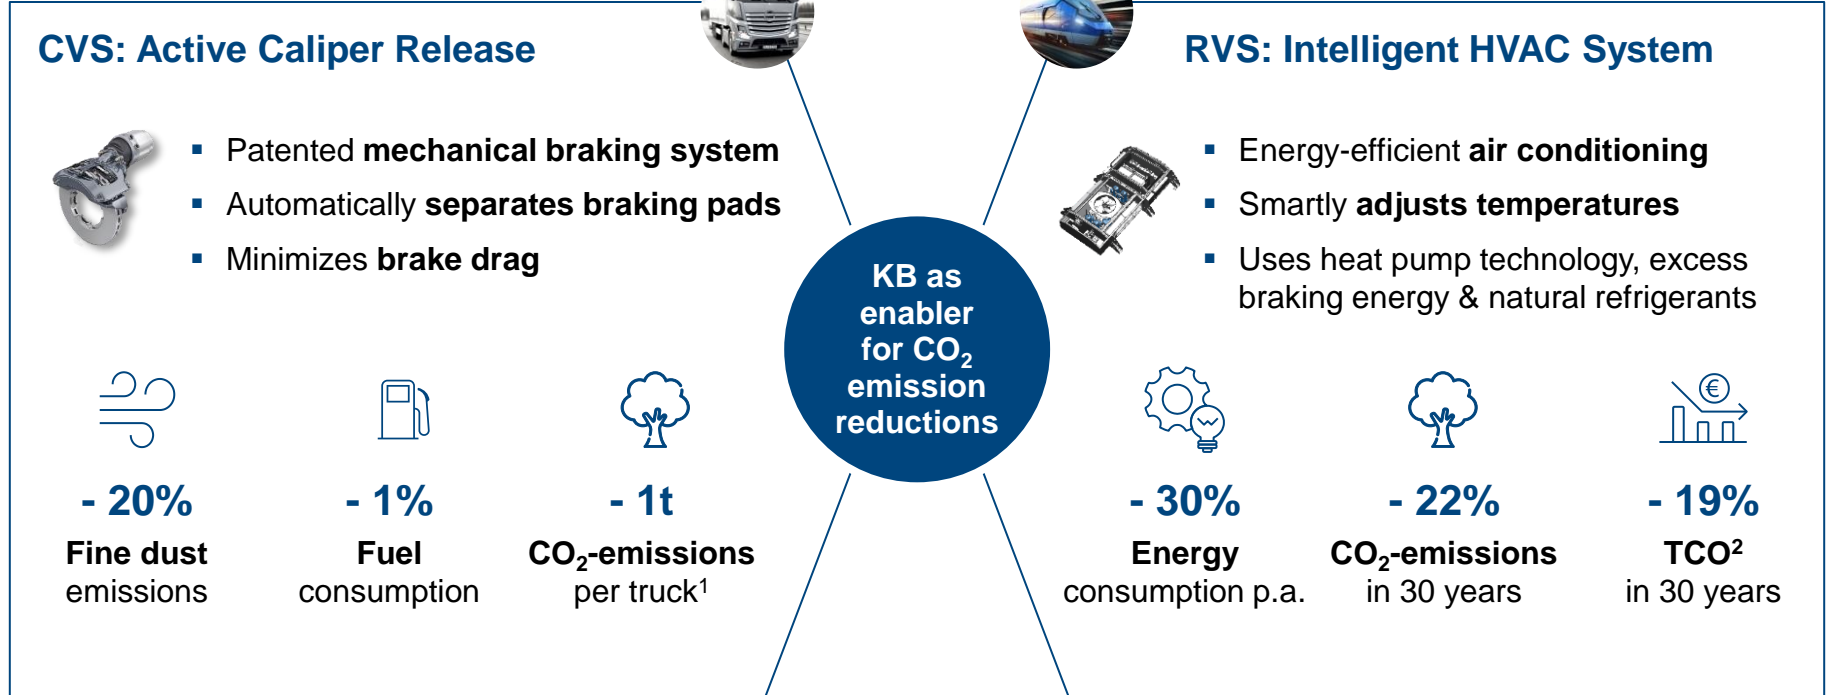 CVS: Active Caliper Release
▪ Patented mechanical braking system
▪ Automatically separates braking pads
▪ Minimizes brake drag
- 20%
Fine dust
emissions
- 1%
Fuel
consumption
- 1t
CO₂-emissions
per truck¹
KB as
enabler
for CO₂
emission
reductions
RVS: Intelligent HVAC System
▪ Energy-efficient air conditioning
▪ Smartly adjusts temperatures
▪ Uses heat pump technology, excess
braking energy & natural refrigerants
- 30%
Energy
consumption p.a.
- 22%
CO₂-emissions
in 30 years
€
- 19%
TCO²
in 30 years